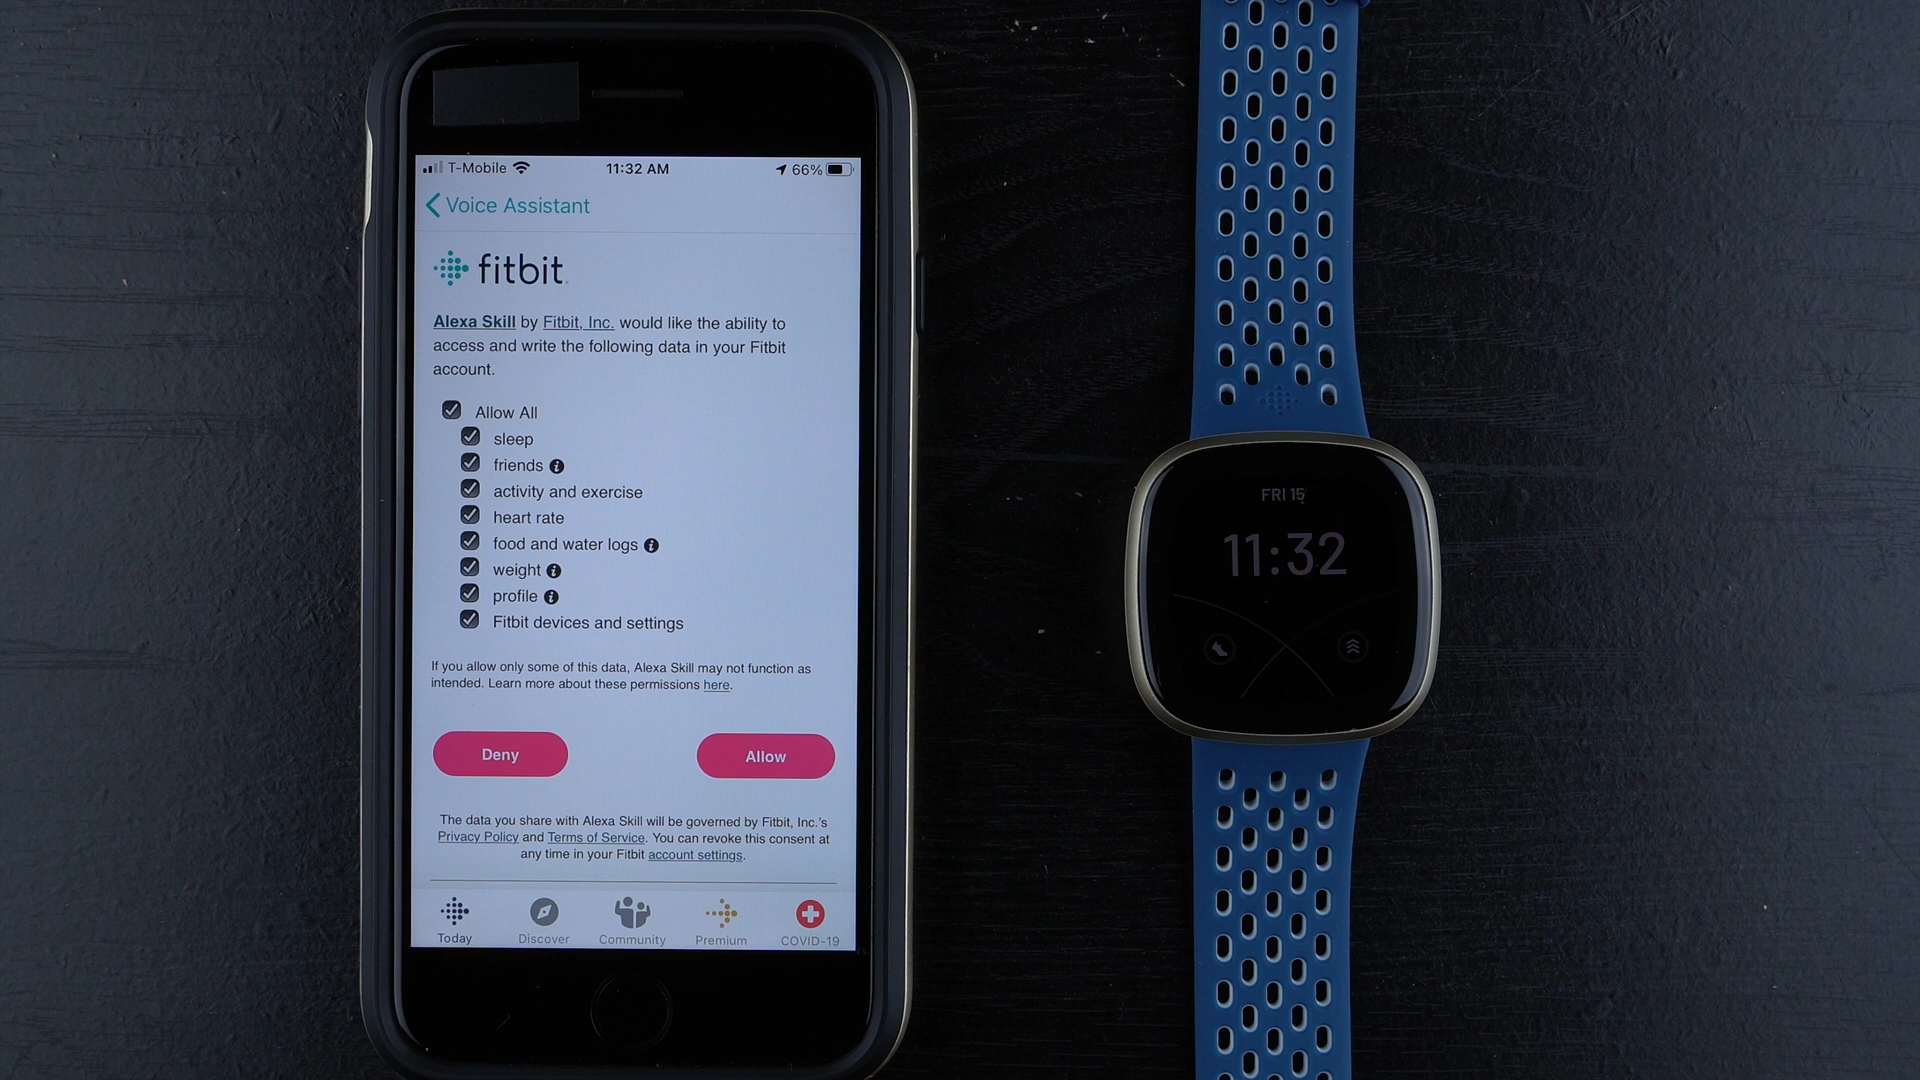 T-Mobile 11:32 AM 66%
Voice Assistant
fitbit
Alexa Skill by Fitbit, Inc. would like the ability to
access and write the following data in your Fitbit
account.
Allow All
sleep
friends
activity and exercise
heart rate
food and water logs
weight
profile
Fitbit devices and settings
If you allow only some of this data, Alexa Skill may not function as
intended. Learn more about these permissions here.
Deny Allow
The data you share with Alexa Skill will be governed by Fitbit, Inc.'s
Privacy Policy and Terms of Service. You can revoke this consent at
any time in your Fitbit account settings.
Today Discover Community Premium COVID-19
FRI 15
11:32